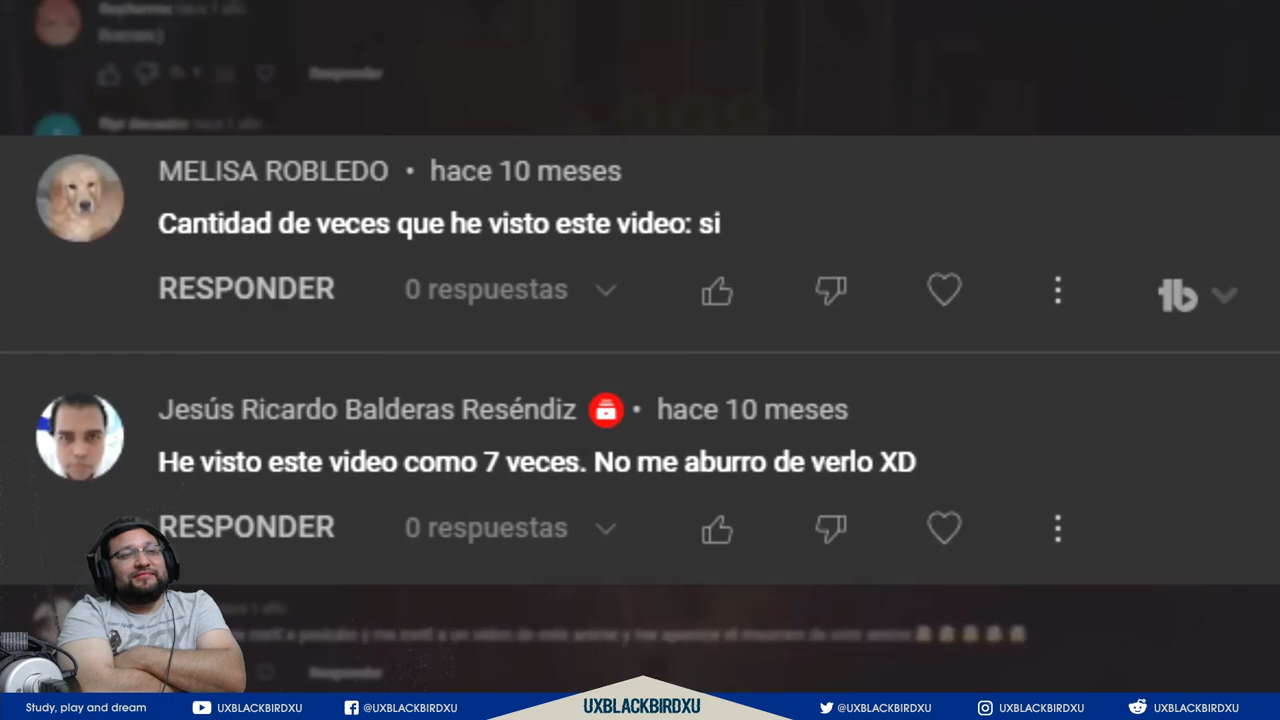 Responder
MELISA ROBLEDO • hace 10 meses
Cantidad de veces que he visto este video: si
RESPONDER 0 respuestas
Jesús Ricardo Balderas Reséndiz • hace 10 meses
He visto este video como 7 veces. No me aburro de verlo XD
RESPONDER 0 respuestas
Responder
Study, play and dream UXBLACKBIRDXU @UXBLACKBIRDXU UXBLACKBIRDXU @UXBLACKBIRDXU UXBLACKBIRDXU UXBLACKBIRDXU